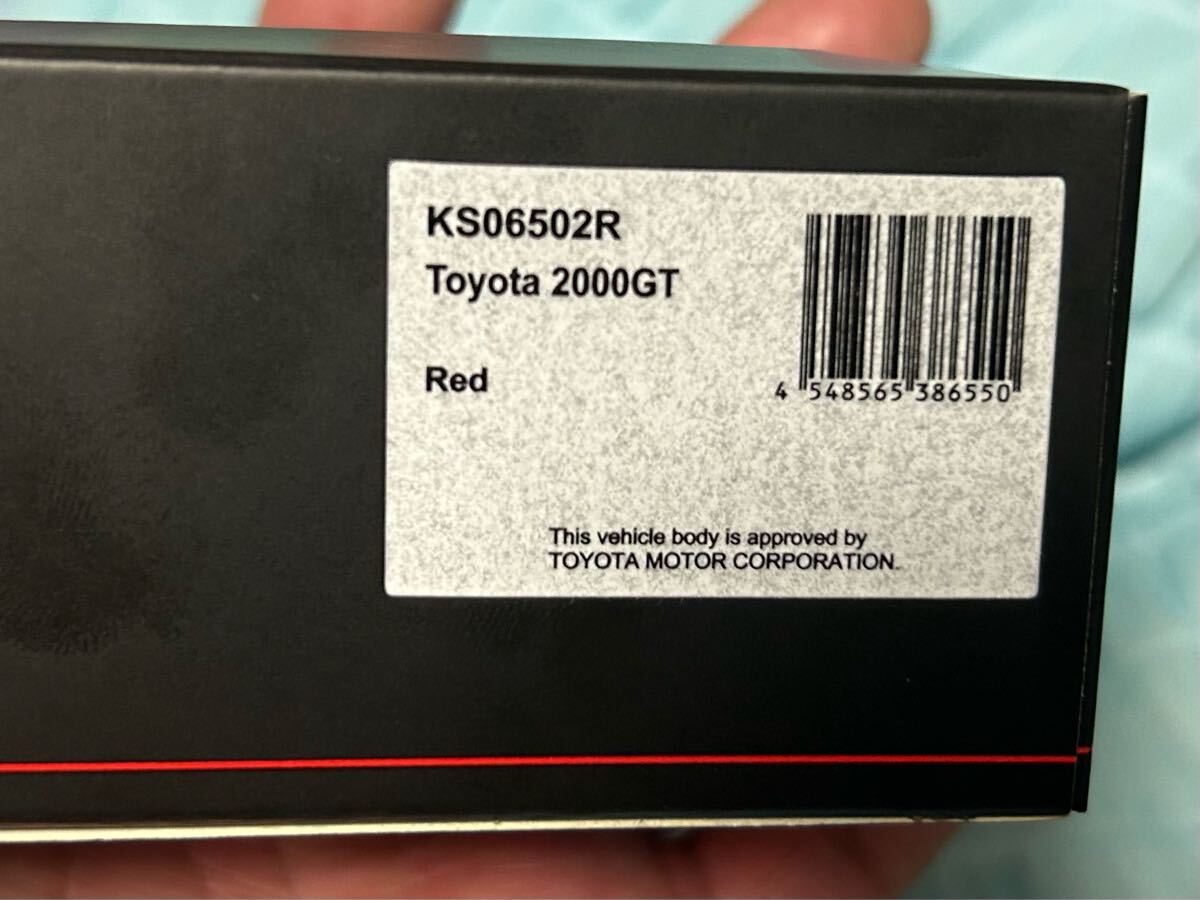 KS06502R
Toyota 2000GT
Red
4 548565 386550
This vehicle body is approved by
TOYOTA MOTOR CORPORATION.